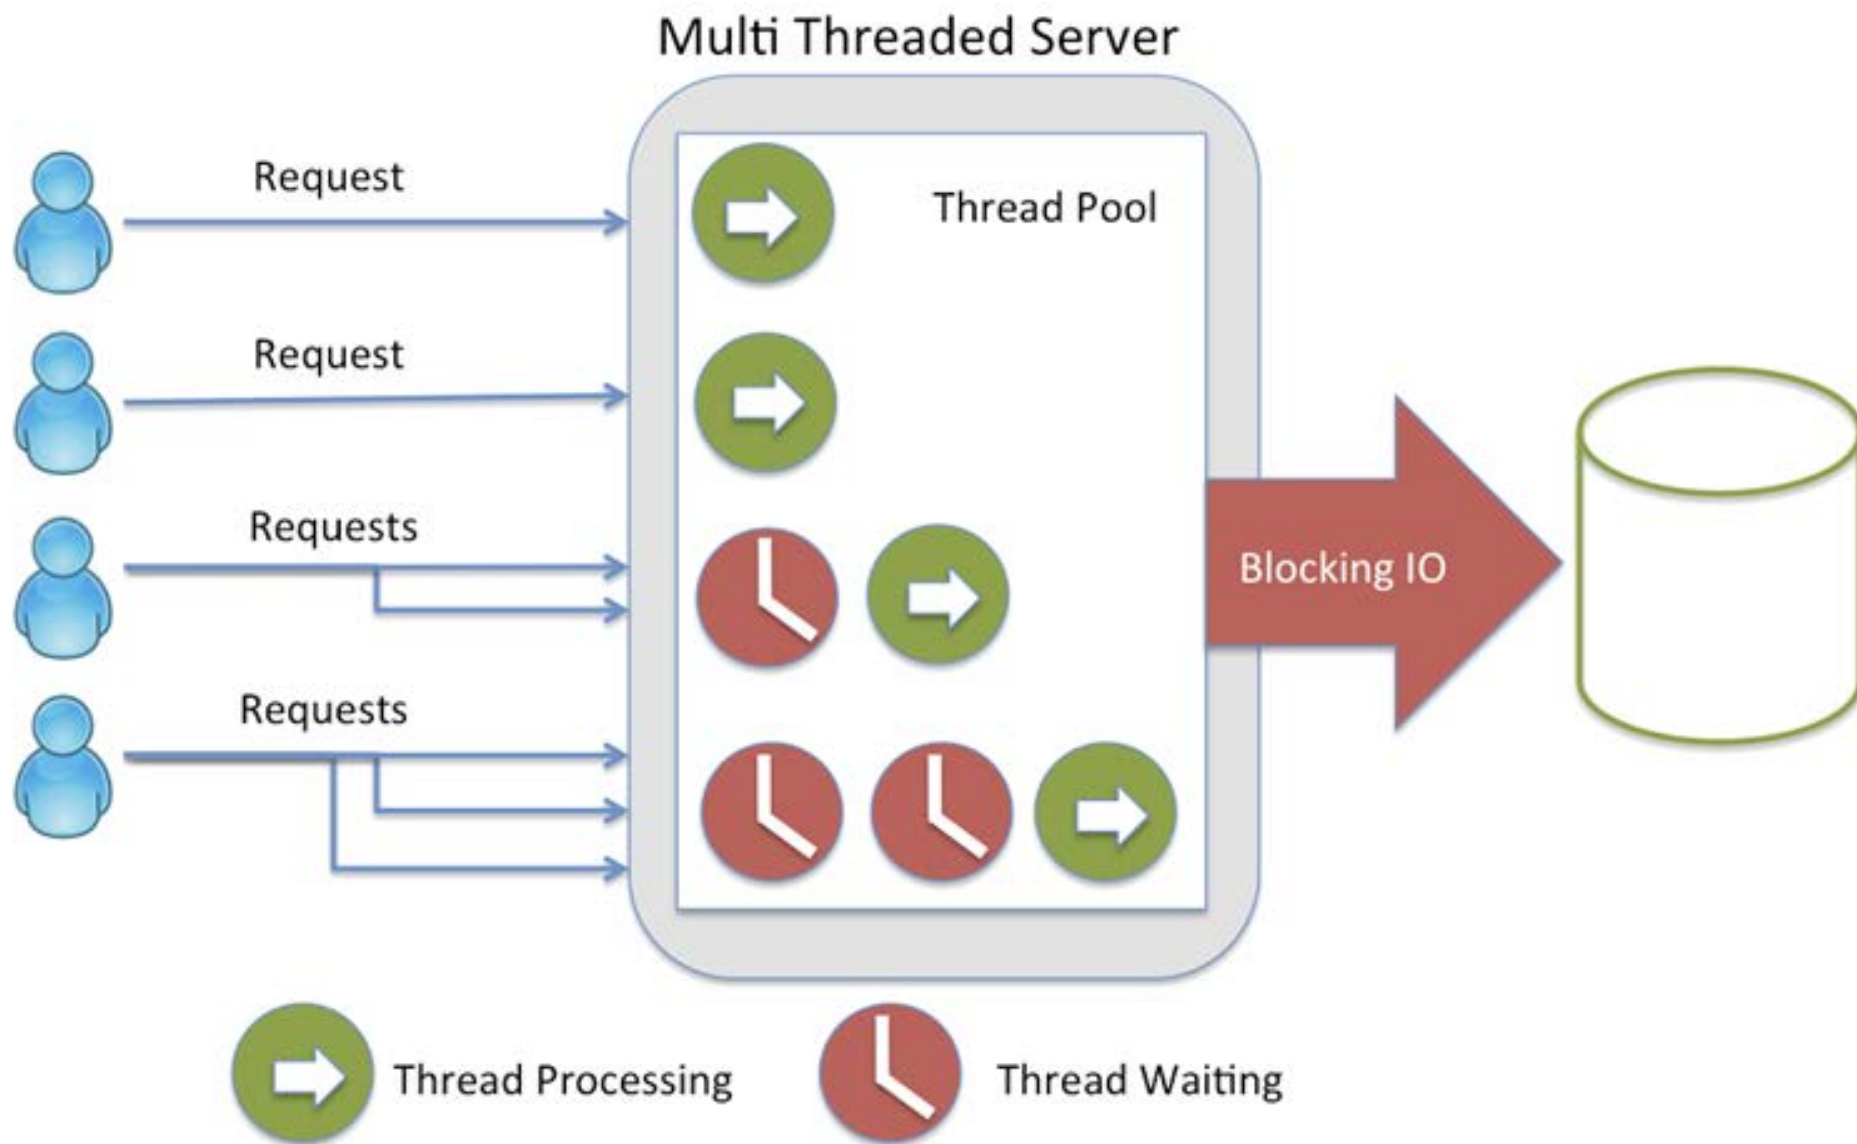 Multi Threaded Server
Request
Thread Pool
Request
Requests
Blocking IO
Requests
Thread Processing
Thread Waiting